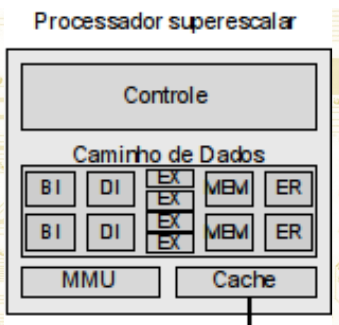 Processador superescalar
Controle
Caminho de Dados
BI DI EX MEM ER
EX
BI DI EX MEM ER
EX
MMU Cache